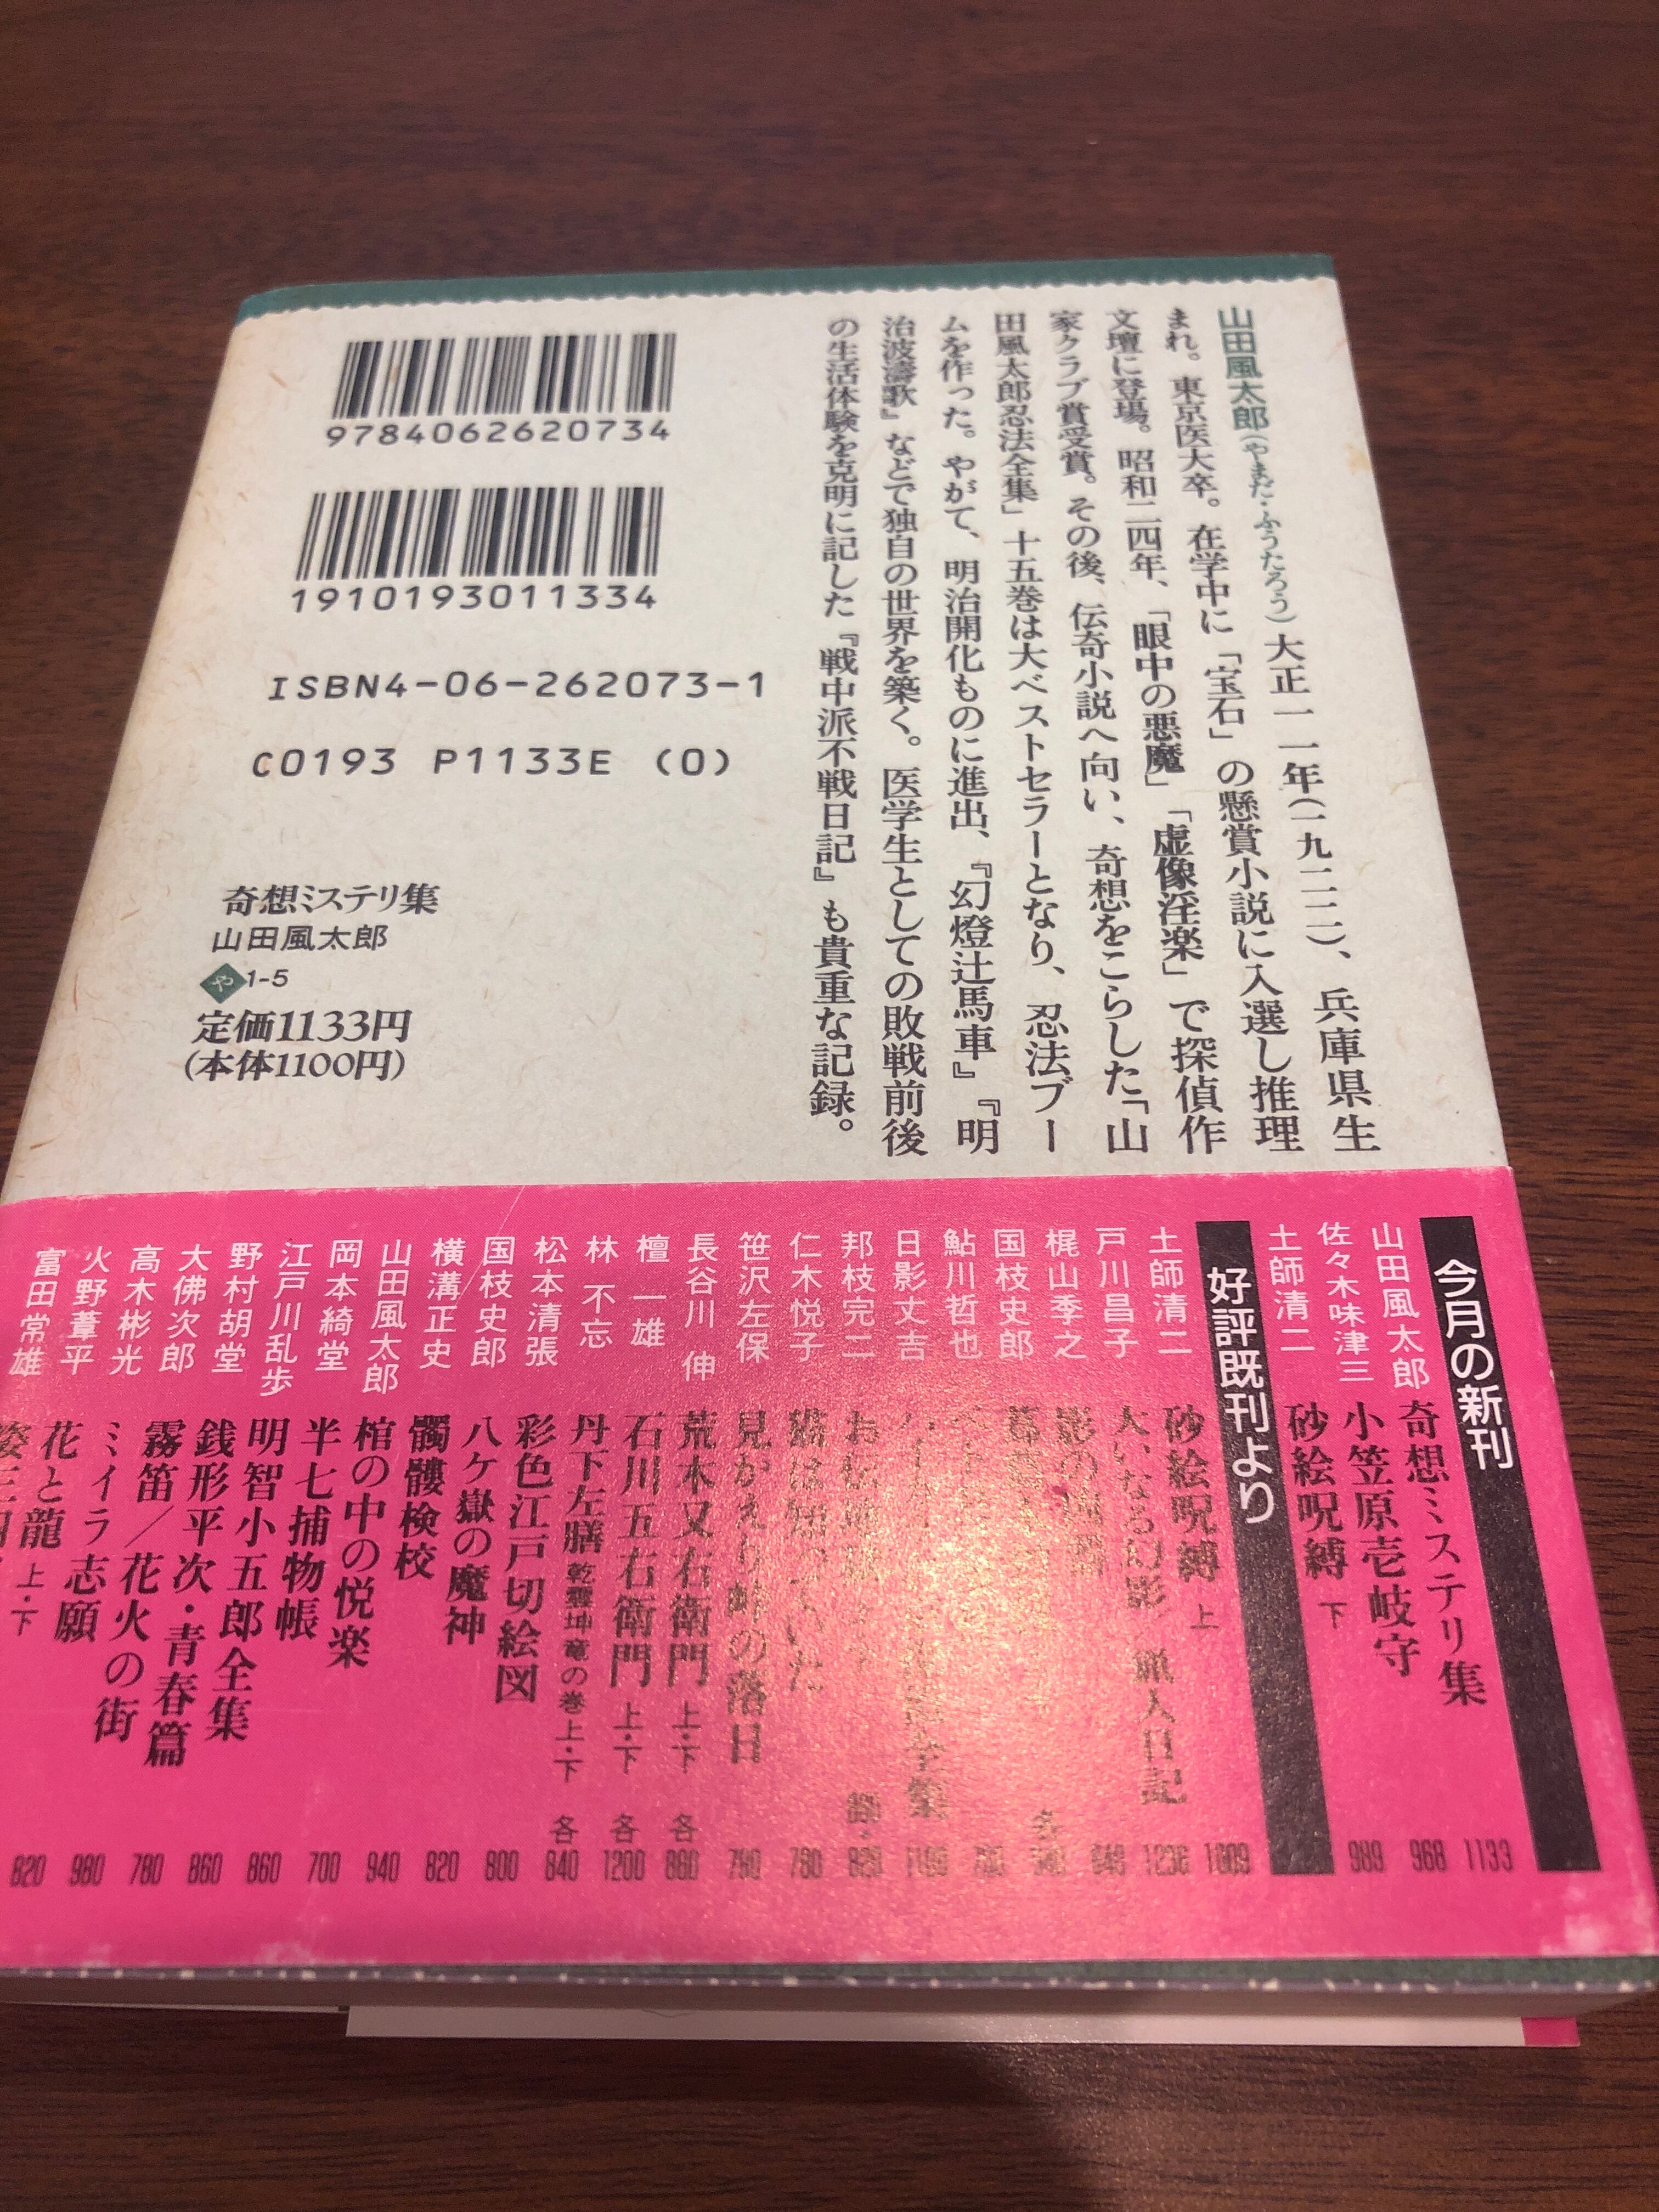 山田風太郎(やまだ・ふうたろう)大正一一年(一九二二)、兵庫県生
まれ。東京医大卒。在学中に「宝石」の懸賞小説に入選し推理
文壇に登場。昭和二四年、「眼中の悪魔」「虚像淫楽」で探偵作
家クラブ賞受賞。その後、伝奇小説へ向い、奇想をこらした「山
田風太郎忍法全集」十五巻は大ベストセラーとなり、忍法ブー
ムを作った。やがて、明治開化ものに進出、『幻燈辻馬車』『明
治波濤歌』などで独自の世界を築く。医学生としての敗戦前後
の生活体験を克明に記した『戦中派不戦日記』も貴重な記録。
9784062620734
1910193011334
ISBN4-06-262073-1
C0193 P1133E (0)
奇想ミステリ集
山田風太郎
や 1-5
定価1133円
(本体1100円)
今月の新刊
山田風太郎 奇想ミステリ集 1133
佐々木味津三 小笠原壱岐守 968
土師清二 砂絵呪縛 下 989
好評既刊より
土師清二 砂絵呪縛 上 1009
戸川昌子 大いなる幻影/猟人日記 1236
梶山季之 影の
国枝史郎
鮎川哲也
日影丈吉 全集
邦枝完二 820
仁木悦子 猫は知っていた 780
笹沢左保 見かえり峠の落日 780
長谷川 伸 荒木又右衛門 上・下 各860
檀 一雄 石川五右衛門 上・下 各1200
林 不忘 丹下左膳 乾雲坤竜の巻 上・下 各840
松本清張 彩色江戸切絵図 800
国枝史郎 八ケ嶽の魔神 820
横溝正史 髑髏検校 940
山田風太郎 棺の中の悦楽 700
岡本綺堂 半七捕物帳 860
江戸川乱歩 明智小五郎全集 860
野村胡堂 銭形平次・青春篇 780
大佛次郎 霧笛/花火の街 980
高木彬光 ミイラ志願 820
火野葦平 花と龍 上・下
富田常雄 姿三四